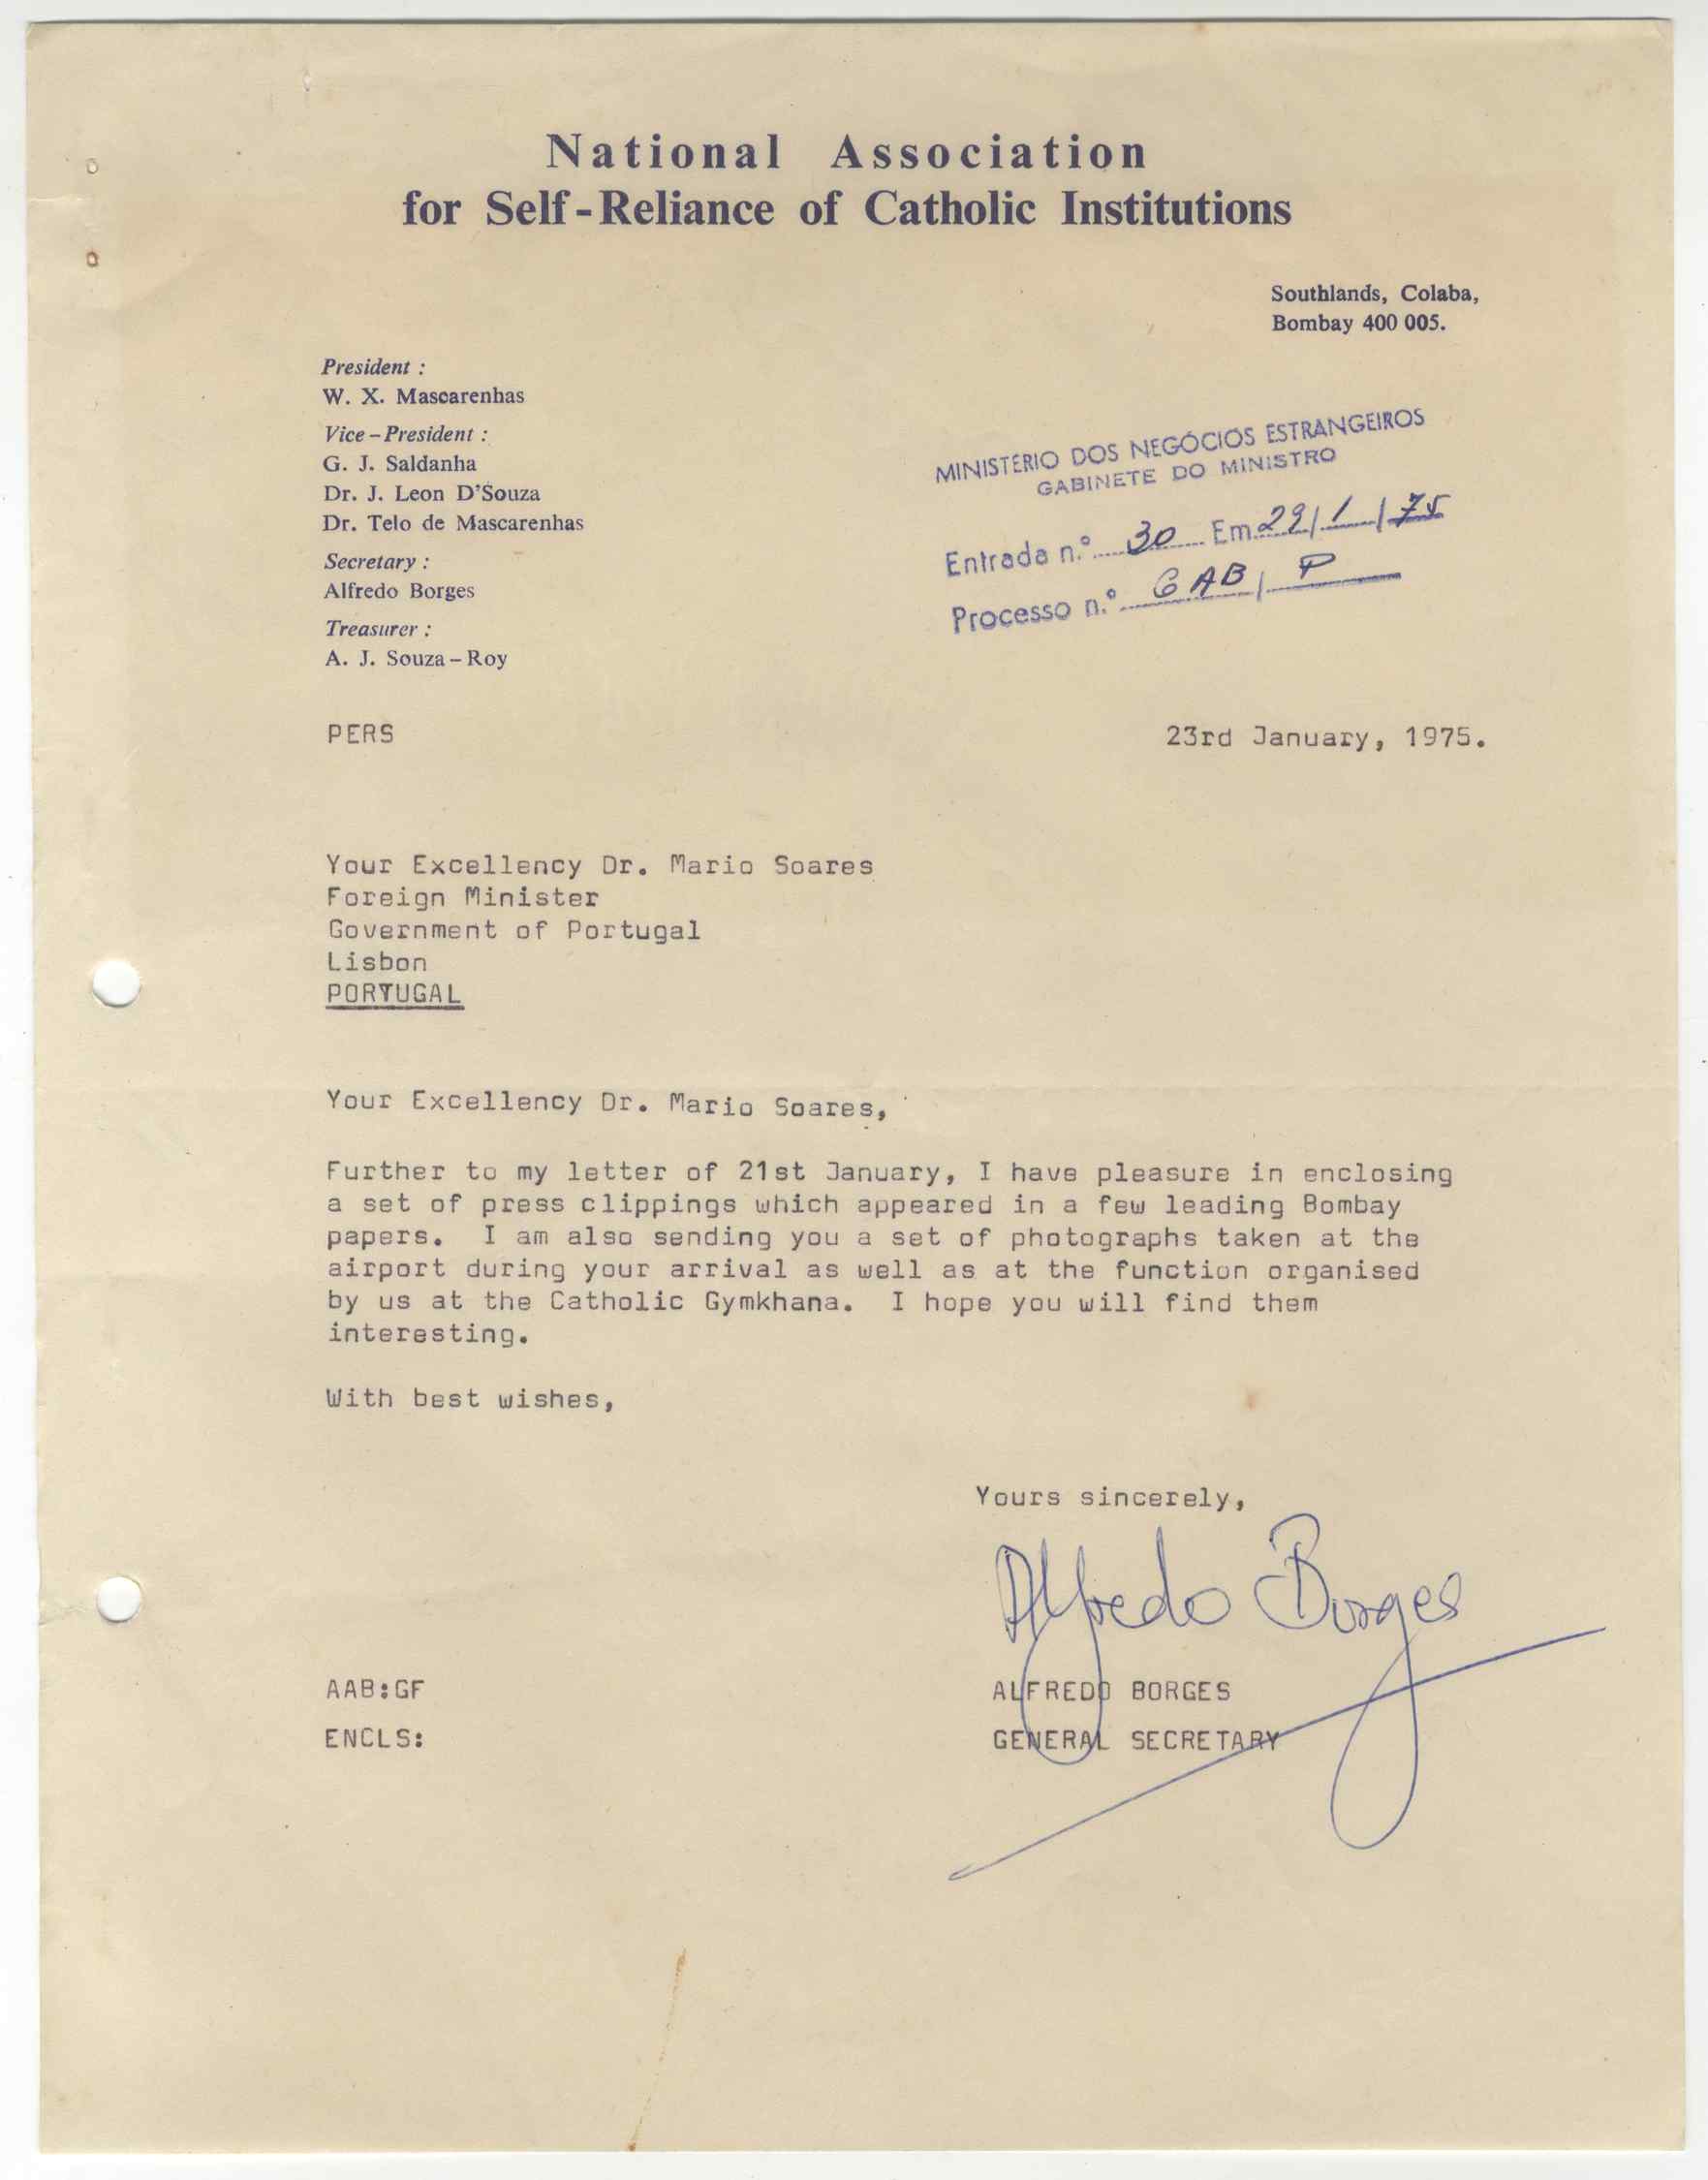 National Association
for Self-Reliance of Catholic Institutions
Southlands, Colaba,
Bombay 400 005.
President :
W. X. Mascarenhas
Vice-President :
G. J. Saldanha
Dr. J. Leon D'Souza
Dr. Telo de Mascarenhas
Secretary :
Alfredo Borges
Treasurer :
A. J. Souza-Roy
MINISTÉRIO DOS NEGÓCIOS ESTRANGEIROS
GABINETE DO MINISTRO
Entrada n.º 30 Em 29/1/75
Processo n.º GAB/P
PERS
23rd January, 1975.
Your Excellency Dr. Mario Soares
Foreign Minister
Government of Portugal
Lisbon
PORTUGAL
Your Excellency Dr. Mario Soares,
Further to my letter of 21st January, I have pleasure in enclosing
a set of press clippings which appeared in a few leading Bombay
papers. I am also sending you a set of photographs taken at the
airport during your arrival as well as at the function organised
by us at the Catholic Gymkhana. I hope you will find them
interesting.
With best wishes,
Yours sincerely,
Alfredo Borges
AAB:GF
ALFREDO BORGES
ENCLS:
GENERAL SECRETARY